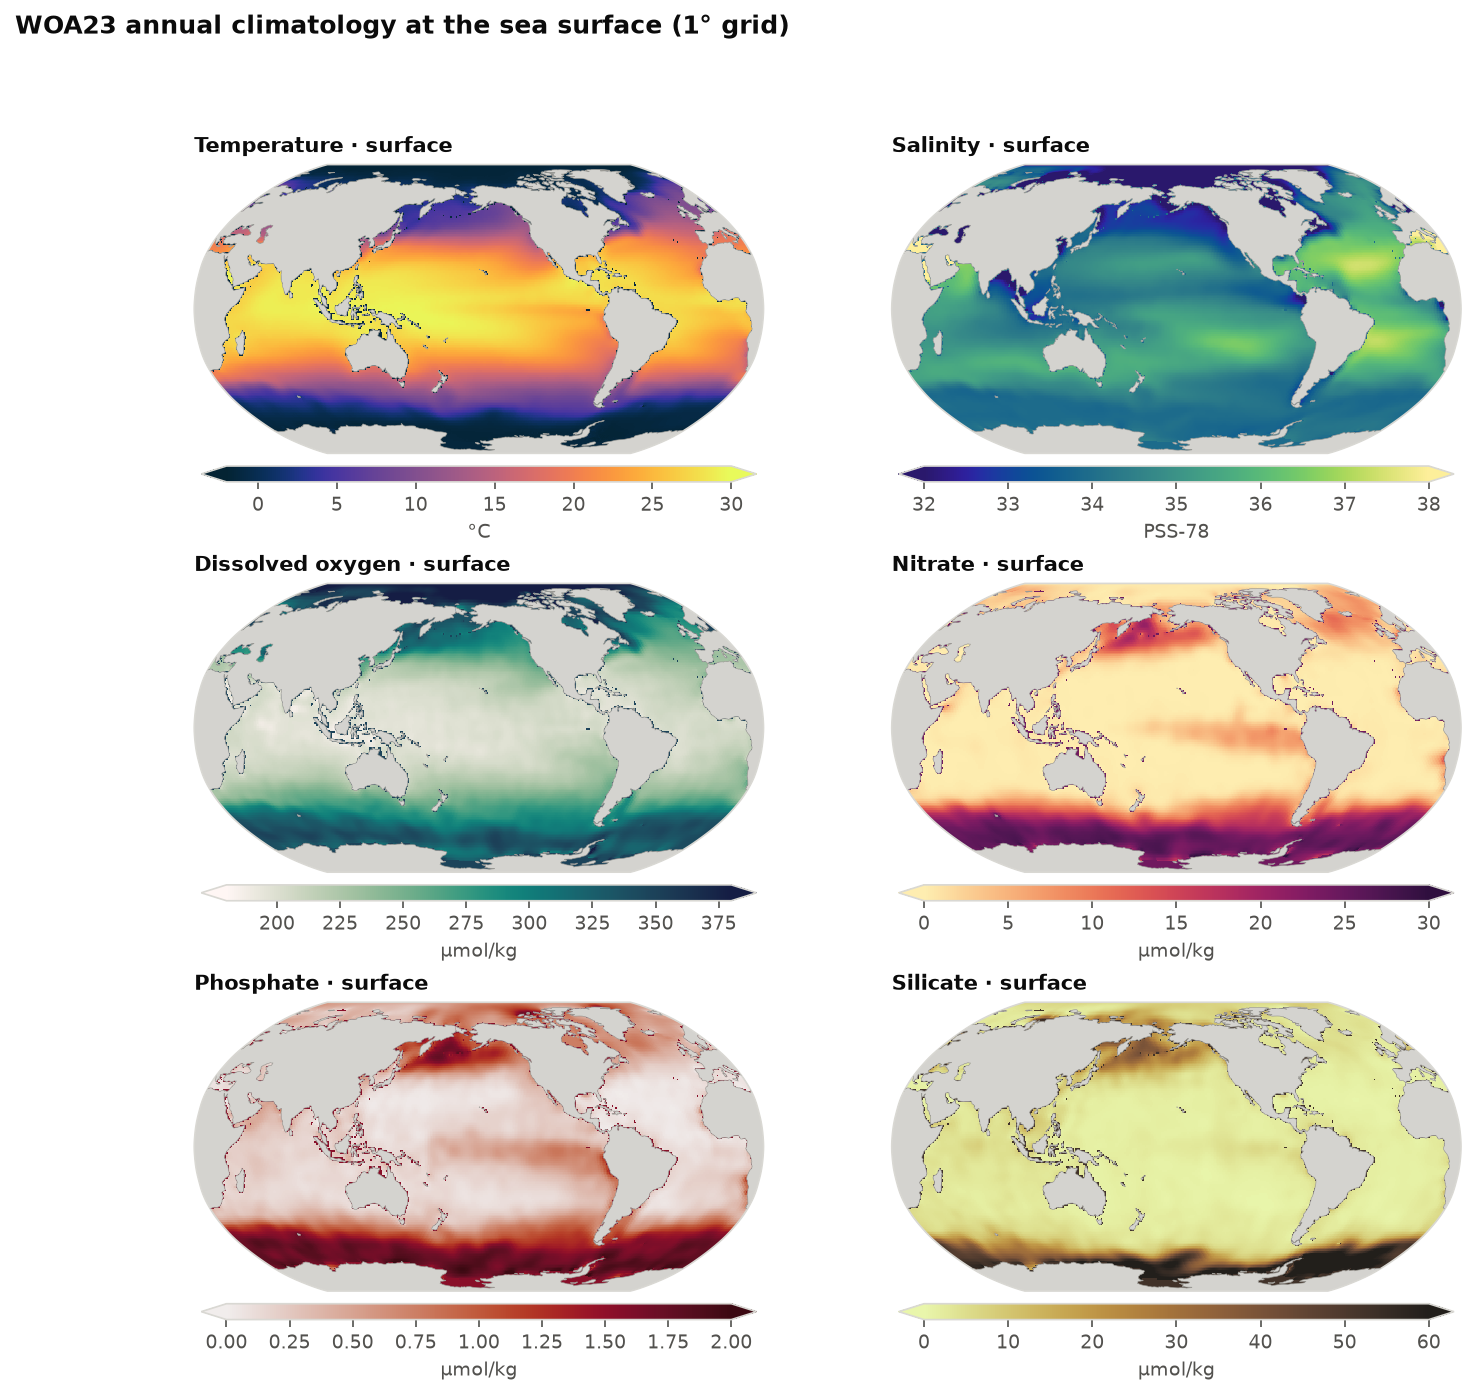 WOA23 annual climatology at the sea surface (1° grid)
Temperature · surface
0 5 10 15 20 25 30
°C
Salinity · surface
32 33 34 35 36 37 38
PSS-78
Dissolved oxygen · surface
200 225 250 275 300 325 350 375
µmol/kg
Nitrate · surface
0 5 10 15 20 25 30
µmol/kg
Phosphate · surface
0.00 0.25 0.50 0.75 1.00 1.25 1.50 1.75 2.00
µmol/kg
Silicate · surface
0 10 20 30 40 50 60
µmol/kg